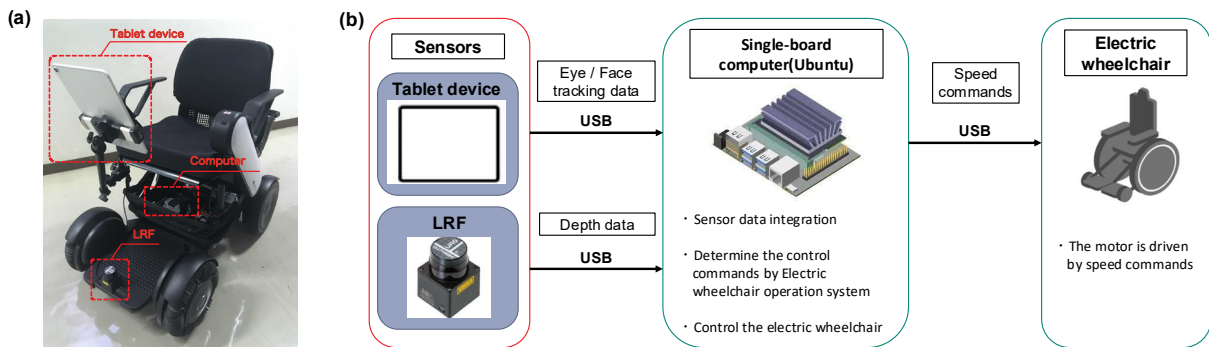 (a)
Tablet device
Computer
LRF
(b)
Sensors
Tablet device
LRF
Eye / Face
tracking data
USB
Depth data
USB
Single-board
computer(Ubuntu)
・ Sensor data integration
・ Determine the control
commands by Electric
wheelchair operation system
・ Control the electric wheelchair
Speed
commands
USB
Electric
wheelchair
・ The motor is driven
by speed commands